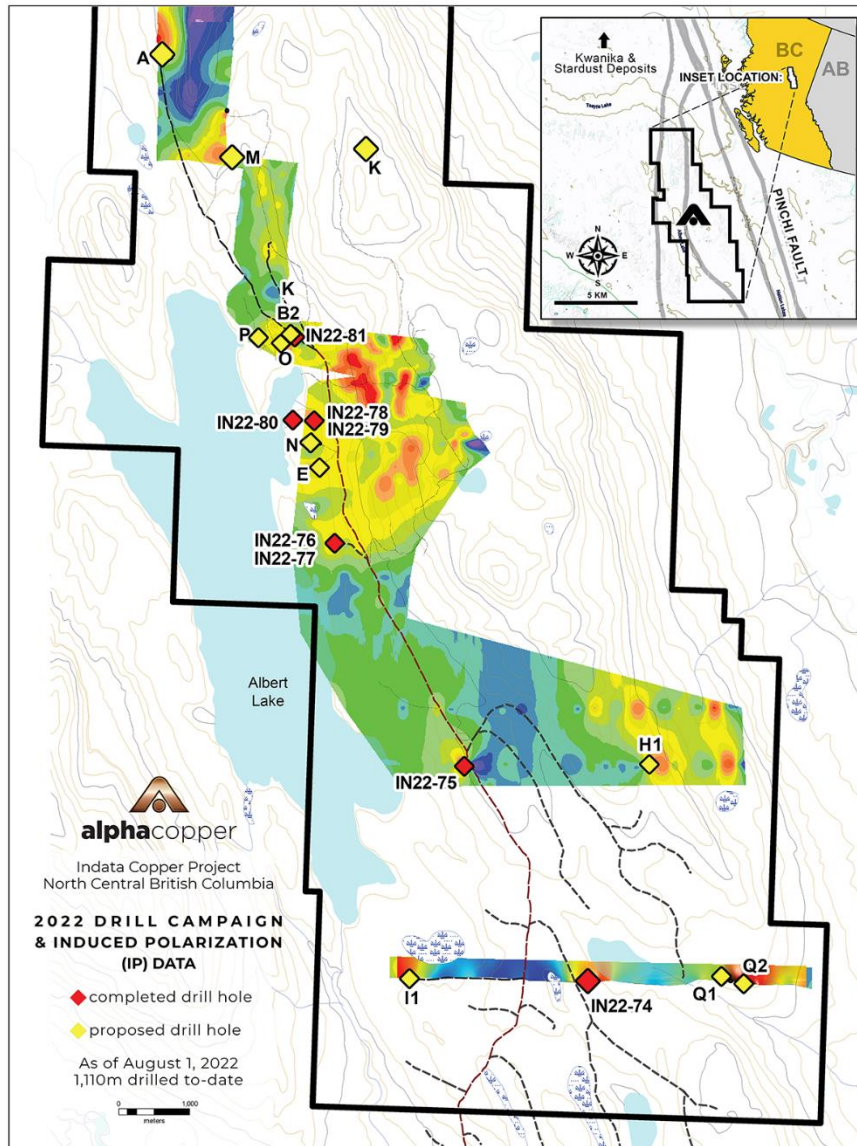 A
M
K
K
B2
P
O
IN22-81
IN22-80
IN22-78
IN22-79
N
E
IN22-76
IN22-77
Albert
Lake
IN22-75
H1
I1
IN22-74
Q1
Q2
Kwanika &
Stardust Deposits
BC
AB
INSET LOCATION:
PINCHI FAULT
N
W E
S
5 KM
alphacopper
Indata Copper Project
North Central British Columbia
2022 DRILL CAMPAIGN
& INDUCED POLARIZATION
(IP) DATA
completed drill hole
proposed drill hole
As of August 1, 2022
1,110m drilled to-date
0 1,000
meters